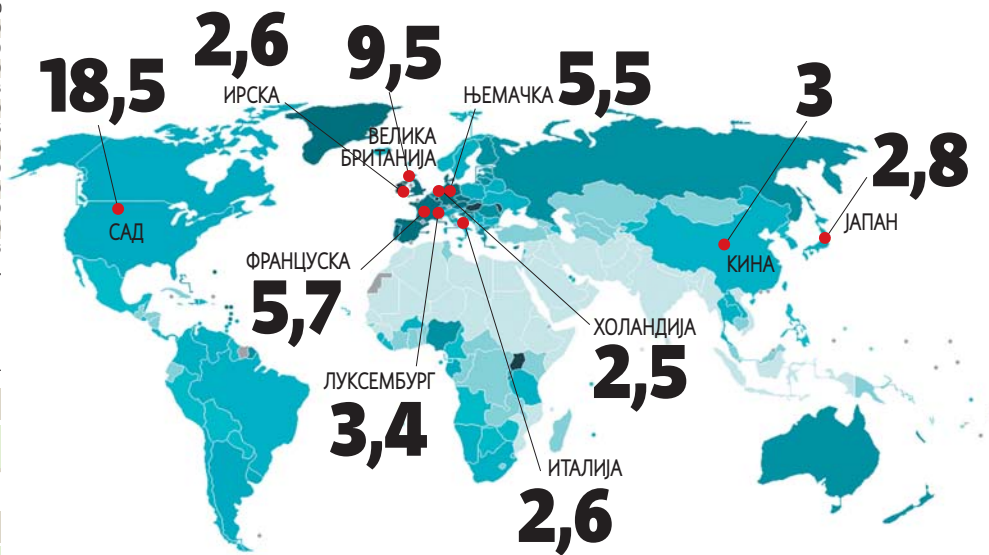 2,6
ИРСКА
9,5
ВЕЛИКА
БРИТАНИЈА
ЊЕМАЧКА 5,5
18,5
САД
3
КИНА
2,8
ЈАПАН
ФРАНЦУСКА
5,7
ХОЛАНДИЈА
2,5
ЛУКСЕМБУРГ
3,4
ИТАЛИЈА
2,6